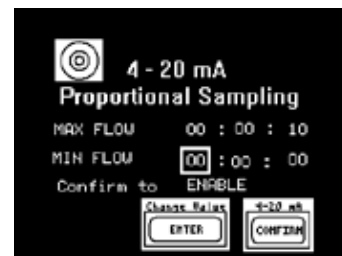 4 - 20 mA
Proportional Sampling
MAX FLOW 00 : 00 : 10
MIN FLOW 00 : 00 : 00
Confirm to ENABLE
Change Value 4-20 mA
ENTER CONFIRM